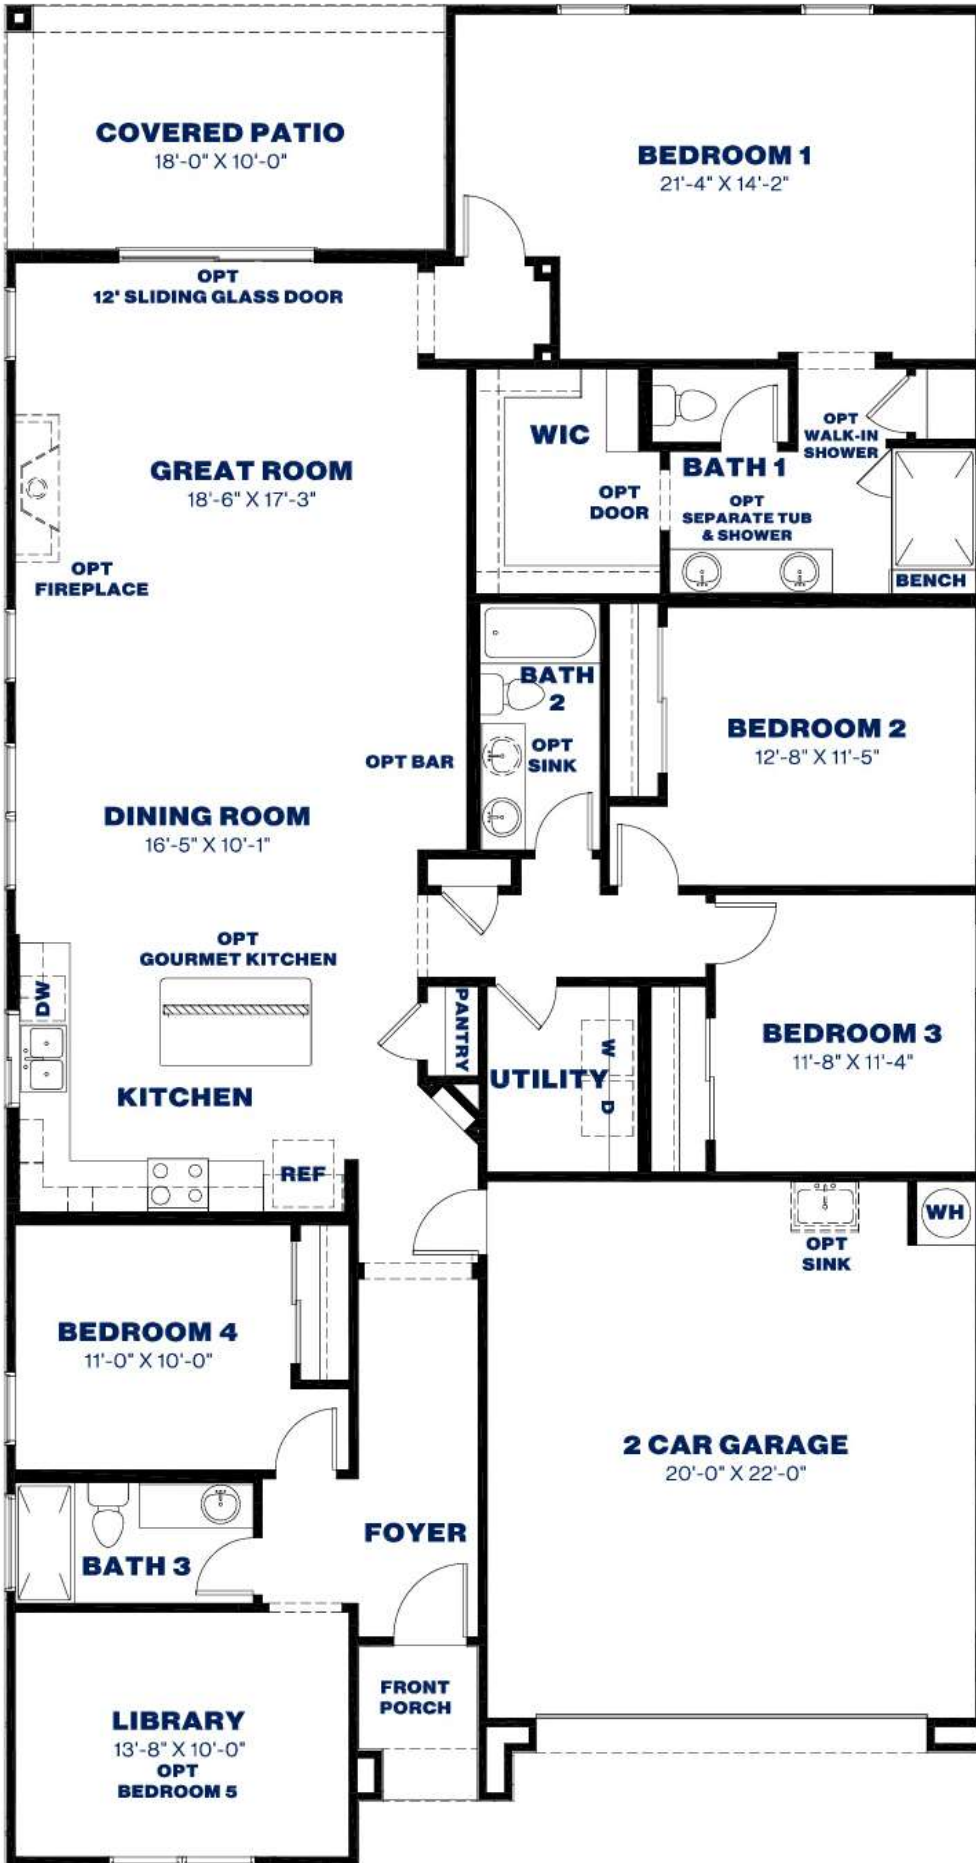 COVERED PATIO
18'-0" X 10'-0"
BEDROOM 1
21'-4" X 14'-2"
OPT
12' SLIDING GLASS DOOR
GREAT ROOM
18'-6" X 17'-3"
OPT
FIREPLACE
WIC
OPT
DOOR
BATH 1
OPT
SEPARATE TUB
& SHOWER
OPT
WALK-IN
SHOWER
BENCH
BATH
2
OPT
SINK
BEDROOM 2
12'-8" X 11'-5"
OPT BAR
DINING ROOM
16'-5" X 10'-1"
OPT
GOURMET KITCHEN
DW
KITCHEN
REF
PANTRY
UTILITY
W
D
BEDROOM 3
11'-8" X 11'-4"
OPT
SINK
WH
BEDROOM 4
11'-0" X 10'-0"
2 CAR GARAGE
20'-0" X 22'-0"
FOYER
BATH 3
FRONT
PORCH
LIBRARY
13'-8" X 10'-0"
OPT
BEDROOM 5